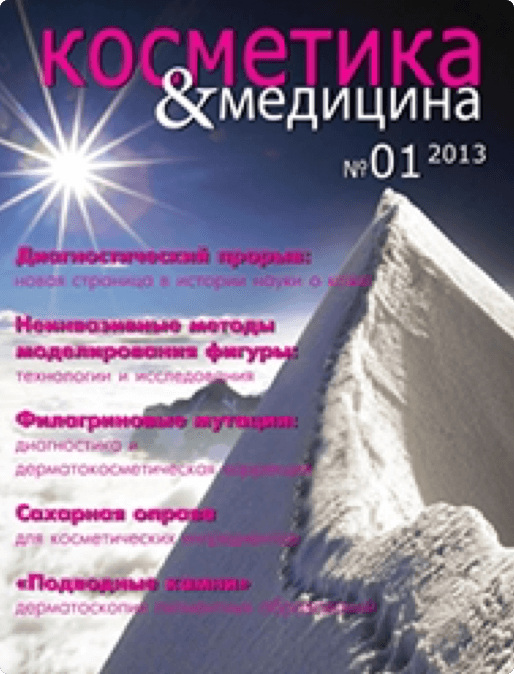 косметика
&медицина
№01 2013
Диагностический прорыв:
новая страница в истории науки о коже
Неинвазивные методы
моделирования фигуры:
технологии и исследования
Филагриновые мутации:
диагностика и
дерматокосметическая коррекция
Сахарная оправа
для косметических ингредиентов
«Подводные камни»
дерматоскопии пигментных образований